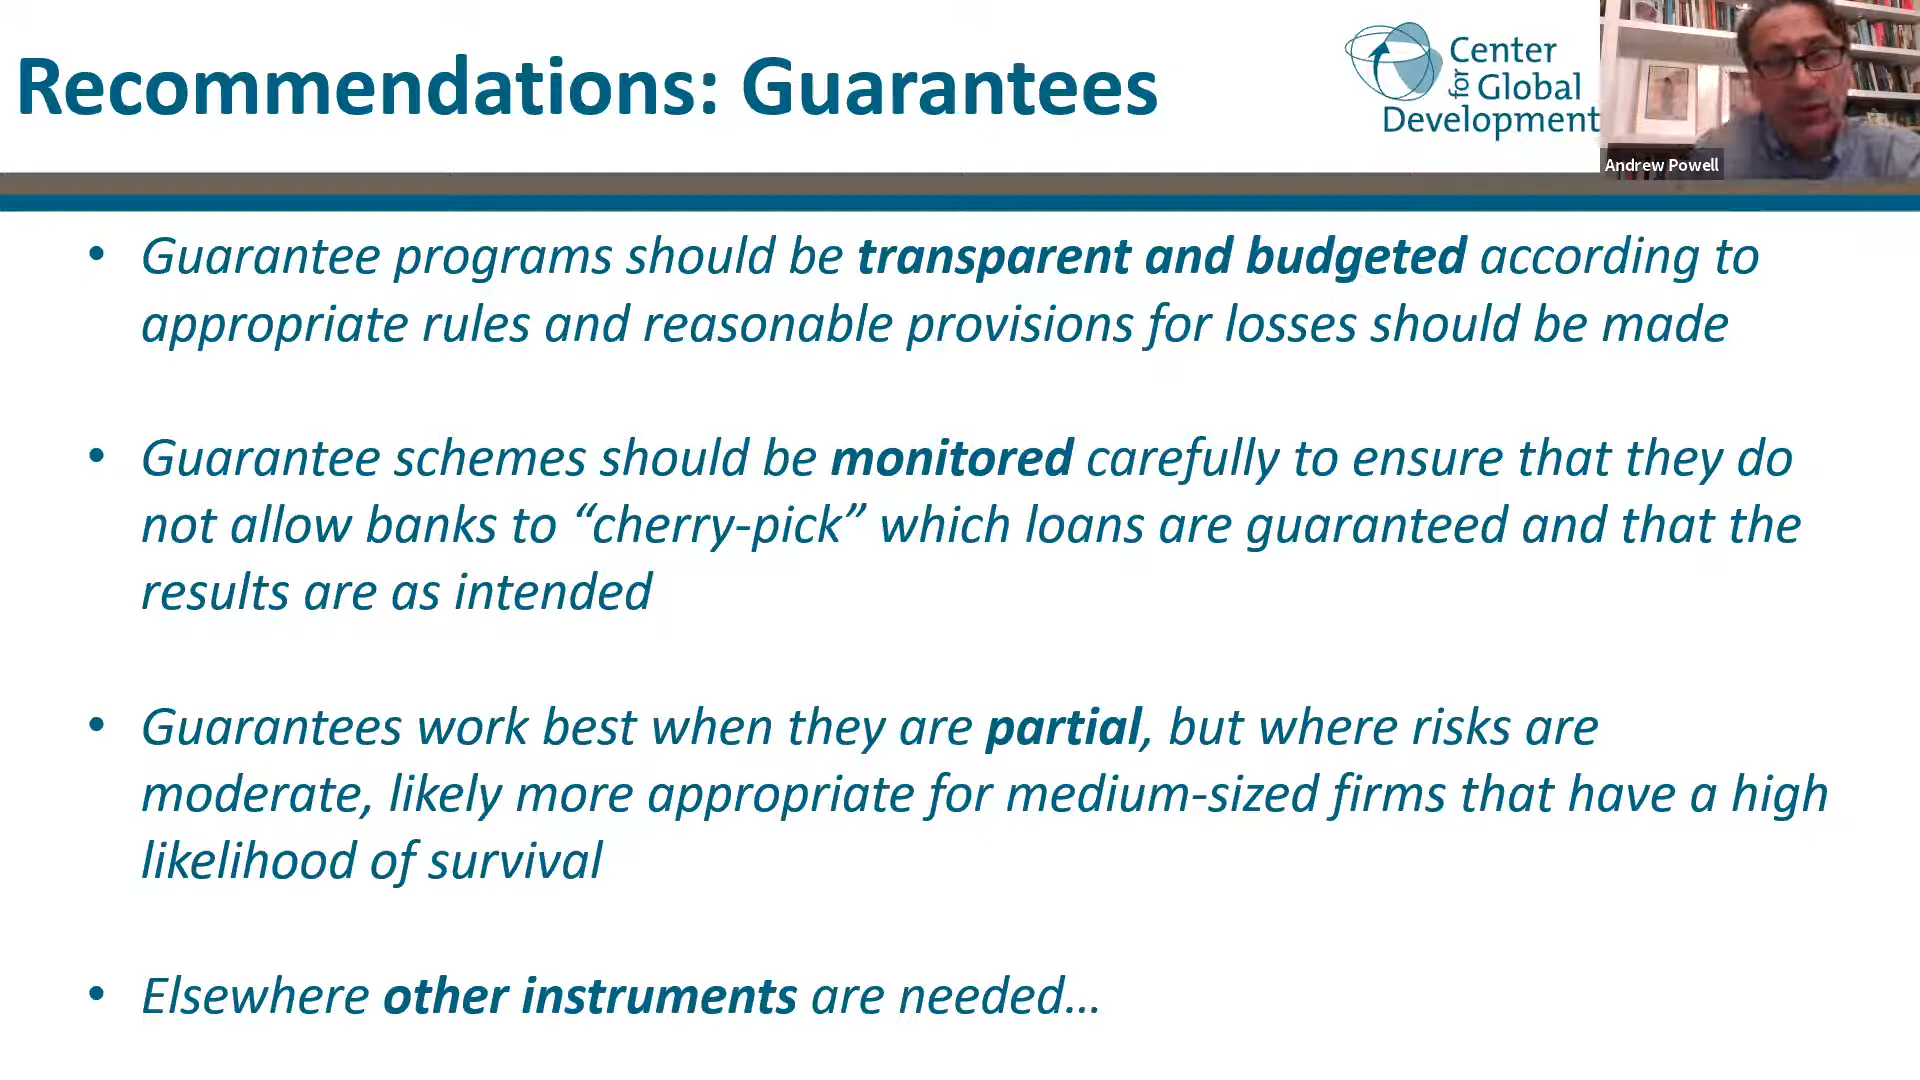 Recommendations: Guarantees
Center
for Global
Development
Andrew Powell
• Guarantee programs should be transparent and budgeted according to
appropriate rules and reasonable provisions for losses should be made
• Guarantee schemes should be monitored carefully to ensure that they do
not allow banks to “cherry-pick” which loans are guaranteed and that the
results are as intended
• Guarantees work best when they are partial, but where risks are
moderate, likely more appropriate for medium-sized firms that have a high
likelihood of survival
• Elsewhere other instruments are needed…